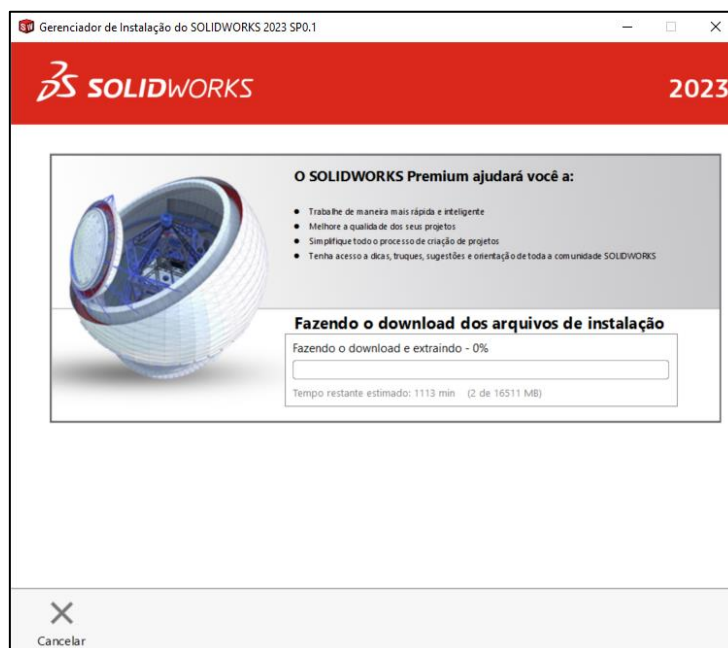 Gerenciador de Instalação do SOLIDWORKS 2023 SP0.1
SOLIDWORKS
2023
O SOLIDWORKS Premium ajudará você a:
Trabalhe de maneira mais rápida e inteligente
Melhore a qualidade dos seus projetos
Simplifique todo o processo de criação de projetos
Tenha acesso a dicas, truques, sugestões e orientação de toda a comunidade SOLIDWORKS
Fazendo o download dos arquivos de instalação
Fazendo o download e extraindo - 0%
Tempo restante estimado: 1113 min (2 de 16511 MB)
Cancelar